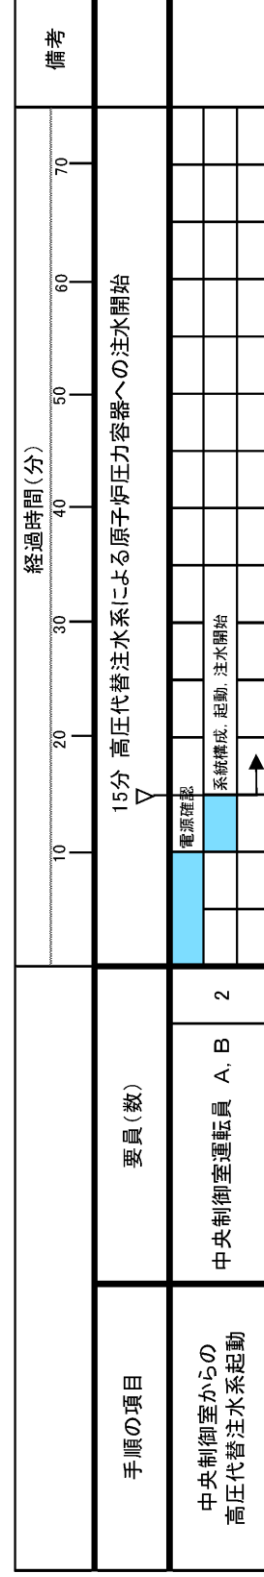 経過時間(分)
備考
10 20 30 40 50 60 70
手順の項目
要員(数)
15分 高圧代替注水系による原子炉圧力容器への注水開始
中央制御室からの
高圧代替注水系起動
中央制御室運転員 A, B
2
電源確認
系統構成, 起動, 注水開始